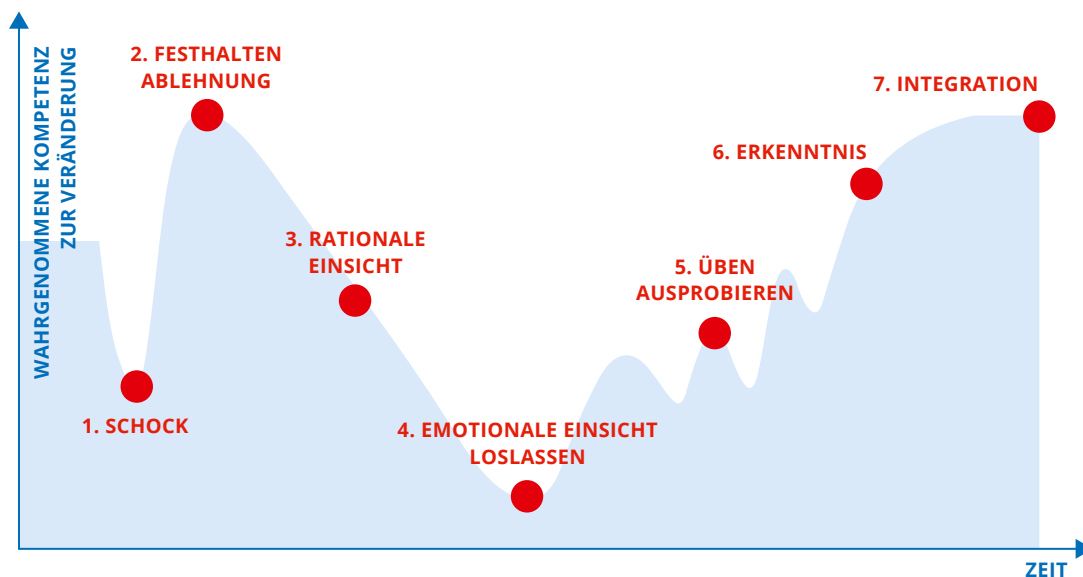 WAHRGENOMMENE KOMPETENZ
ZUR VERÄNDERUNG
2. FESTHALTEN
ABLEHNUNG
7. INTEGRATION
6. ERKENNTNIS
3. RATIONALE
EINSICHT
5. ÜBEN
AUSPROBIEREN
1. SCHOCK
4. EMOTIONALE EINSICHT
LOSLASSEN
ZEIT